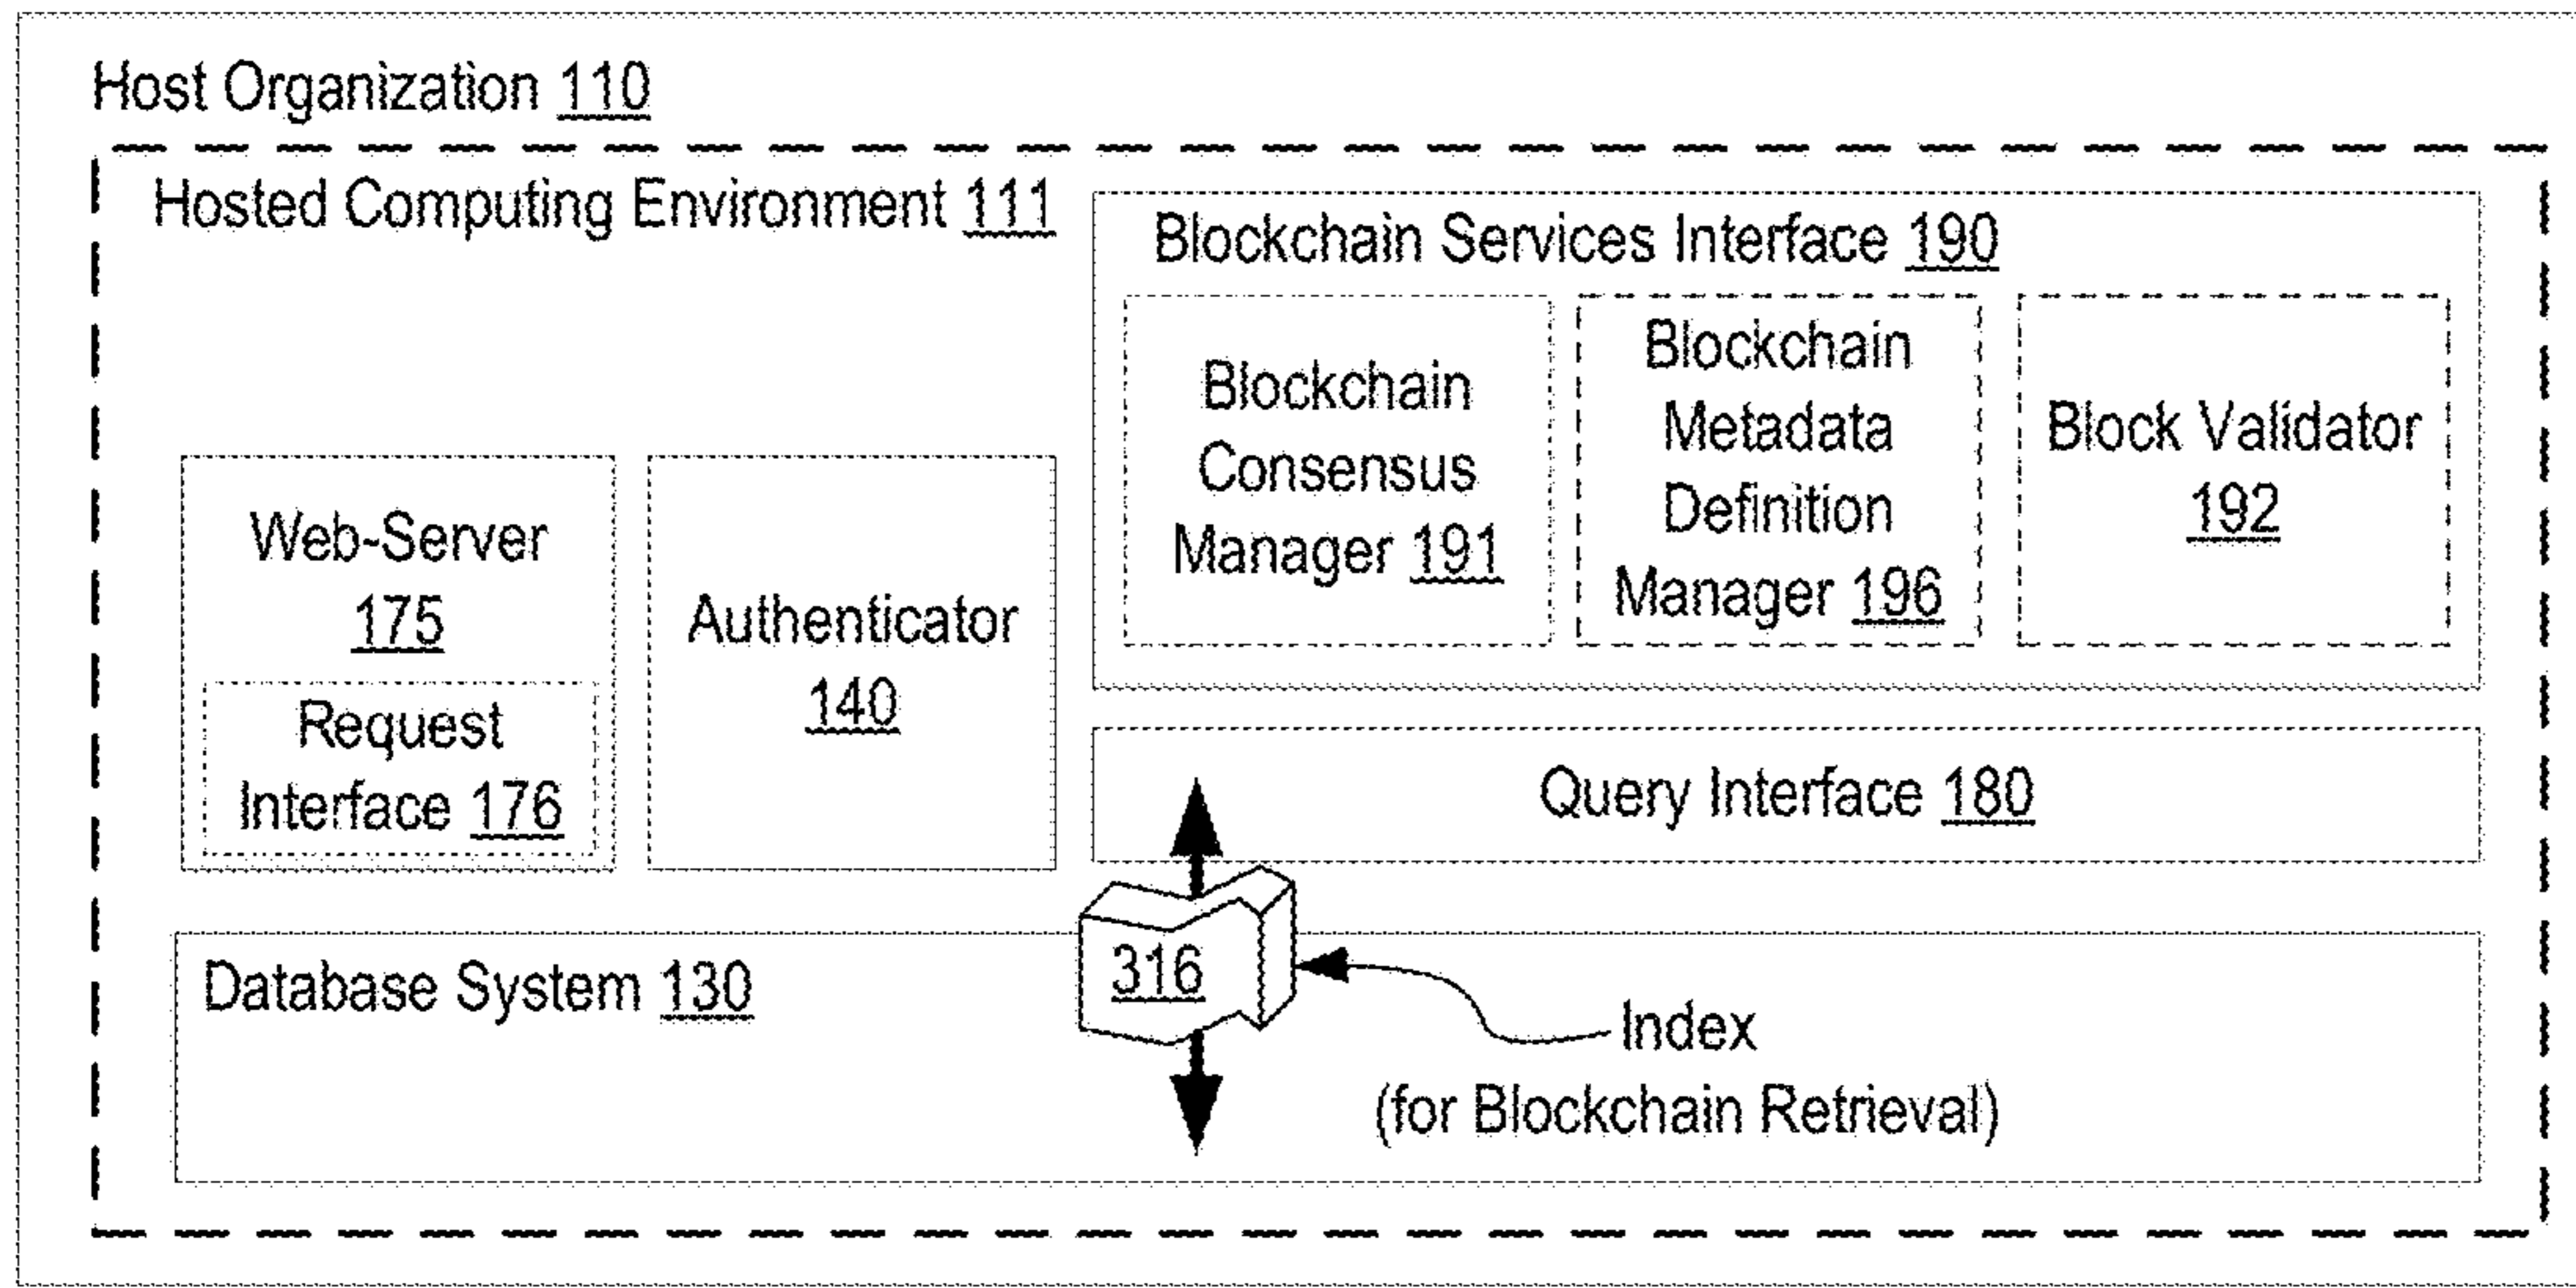 Host Organization 110
Hosted Computing Environment 111
Blockchain Services Interface 190
Blockchain
Consensus
Manager 191
Blockchain
Metadata
Definition
Manager 196
Block Validator
192
Web-Server
175
Request
Interface 176
Authenticator
140
Query Interface 180
Database System 130
316
Index
(for Blockchain Retrieval)